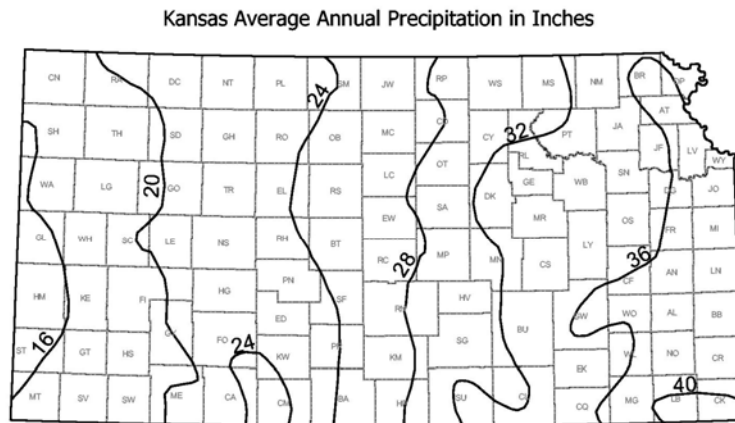 Kansas Average Annual Precipitation in Inches
CN RA DC NT PL SM JW RP WS MS NM BR DP
24
SH TH SD GH RO OB MC CD CY 32 PT JA AT
JF LV WY
RL
OT
WA LG 20 GO TR EL RS LC GE WB SN
DG JO
DK
EW SA MR OS
GL WH SC LE NS RH BT FR MI
RC 28 MP MN CS LY
PN 36
CF AN LN
HM KE FI HG SF RN HV
GY ED SW WO AL BB
16 FO 24 PR SG BU
ST GT HS KW KM WL NO CR
EK
40
MT SV SW ME CA CM BA HP SU CL CQ MG LB CK